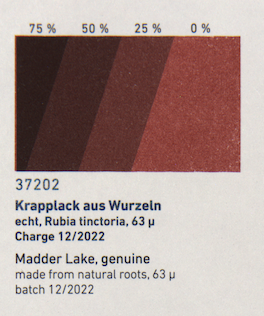 75 % 50 % 25 % 0 %
37202
Krapplack aus Wurzeln
echt, Rubia tinctoria, 63 µ
Charge 12/2022
Madder Lake, genuine
made from natural roots, 63 µ
batch 12/2022